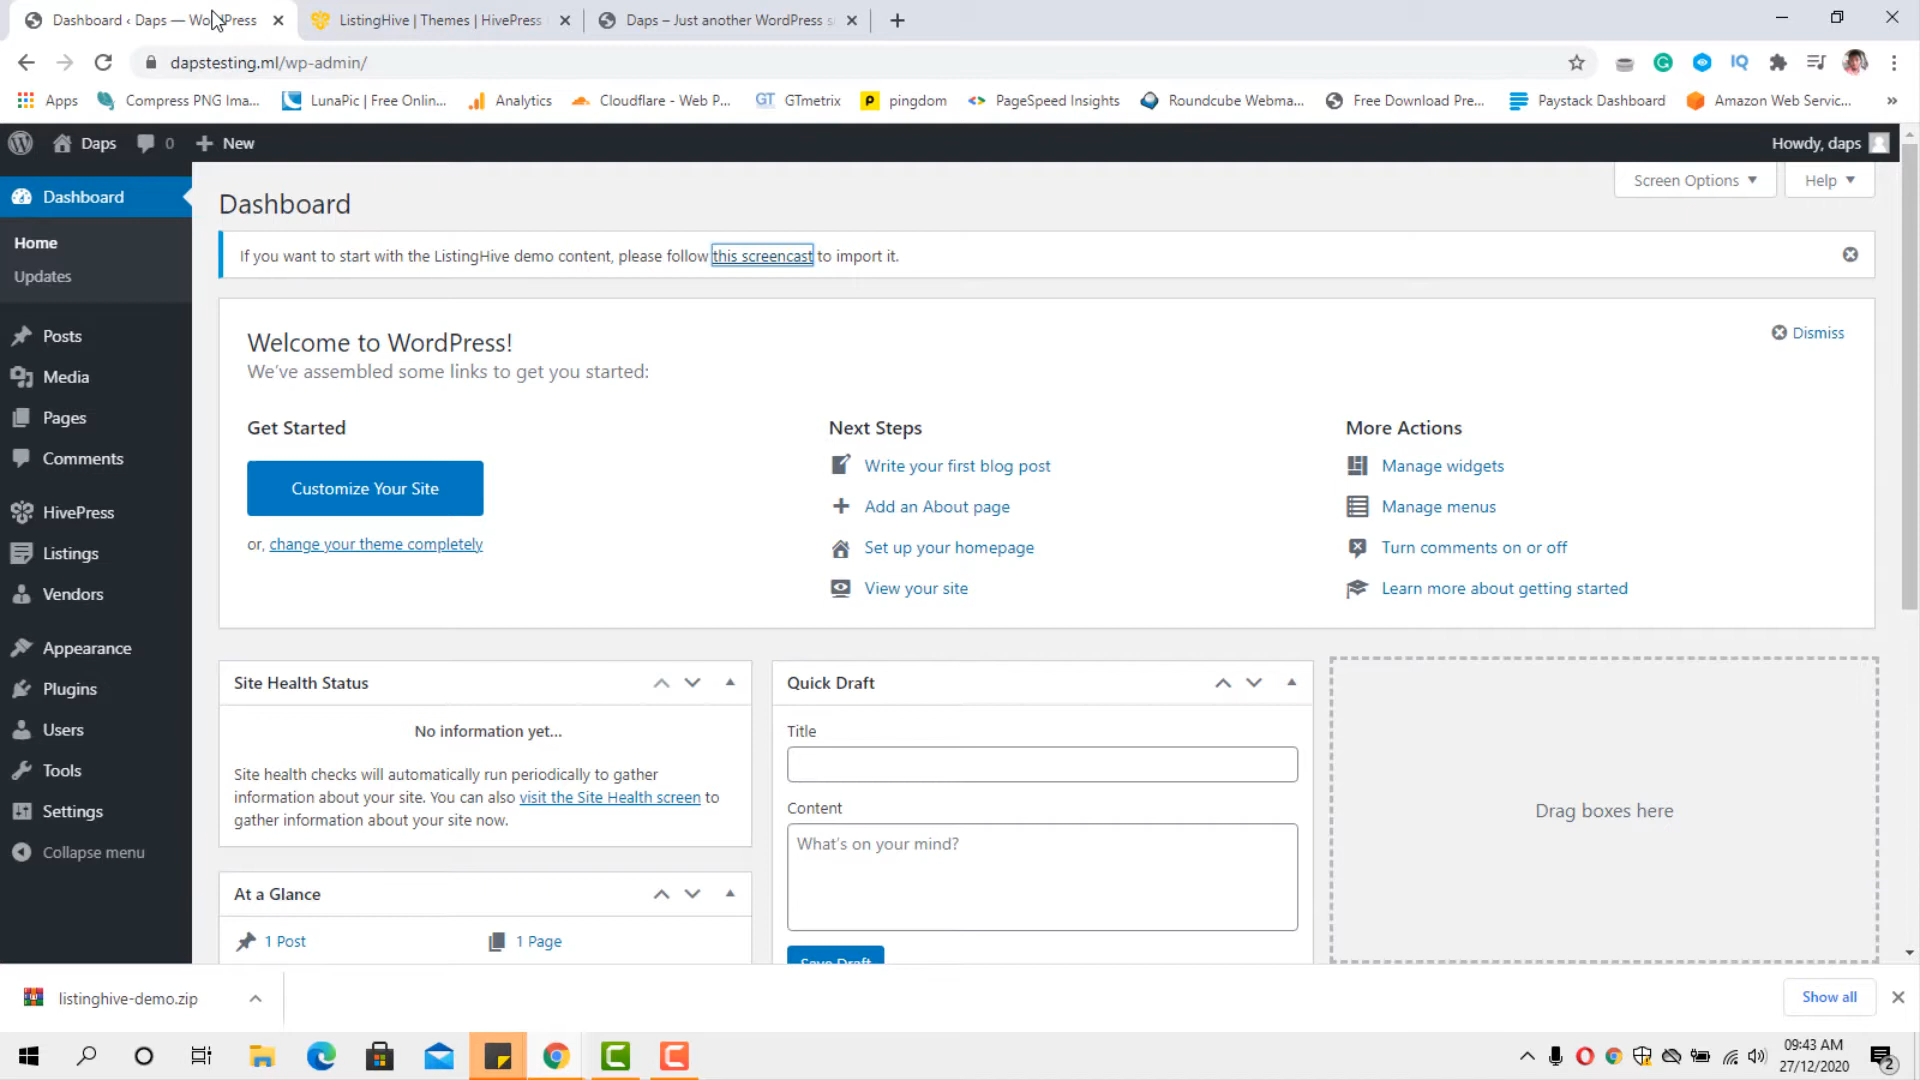 Dashboard ‹ Daps — WordPress
ListingHive | Themes | HivePress
Daps – Just another WordPress s
dapstesting.ml/wp-admin/
Apps
Compress PNG Ima...
LunaPic | Free Onlin...
Analytics
Cloudflare - Web P...
GTmetrix
pingdom
PageSpeed Insights
Roundcube Webma...
Free Download Pre...
Paystack Dashboard
Amazon Web Servic...
»
Daps
0
New
Howdy, daps
Dashboard
Home
Updates
Posts
Media
Pages
Comments
HivePress
Listings
Vendors
Appearance
Plugins
Users
Tools
Settings
Collapse menu
Screen Options
Help
Dashboard
If you want to start with the ListingHive demo content, please follow this screencast to import it.
Welcome to WordPress!
We've assembled some links to get you started:
Dismiss
Get Started
Customize Your Site
or, change your theme completely
Next Steps
Write your first blog post
Add an About page
Set up your homepage
View your site
More Actions
Manage widgets
Manage menus
Turn comments on or off
Learn more about getting started
Site Health Status
No information yet...
Site health checks will automatically run periodically to gather
information about your site. You can also visit the Site Health screen to
gather information about your site now.
At a Glance
1 Post
1 Page
Quick Draft
Title
Content
What's on your mind?
Save Draft
Drag boxes here
listinghive-demo.zip
Show all
09:43 AM
27/12/2020
2